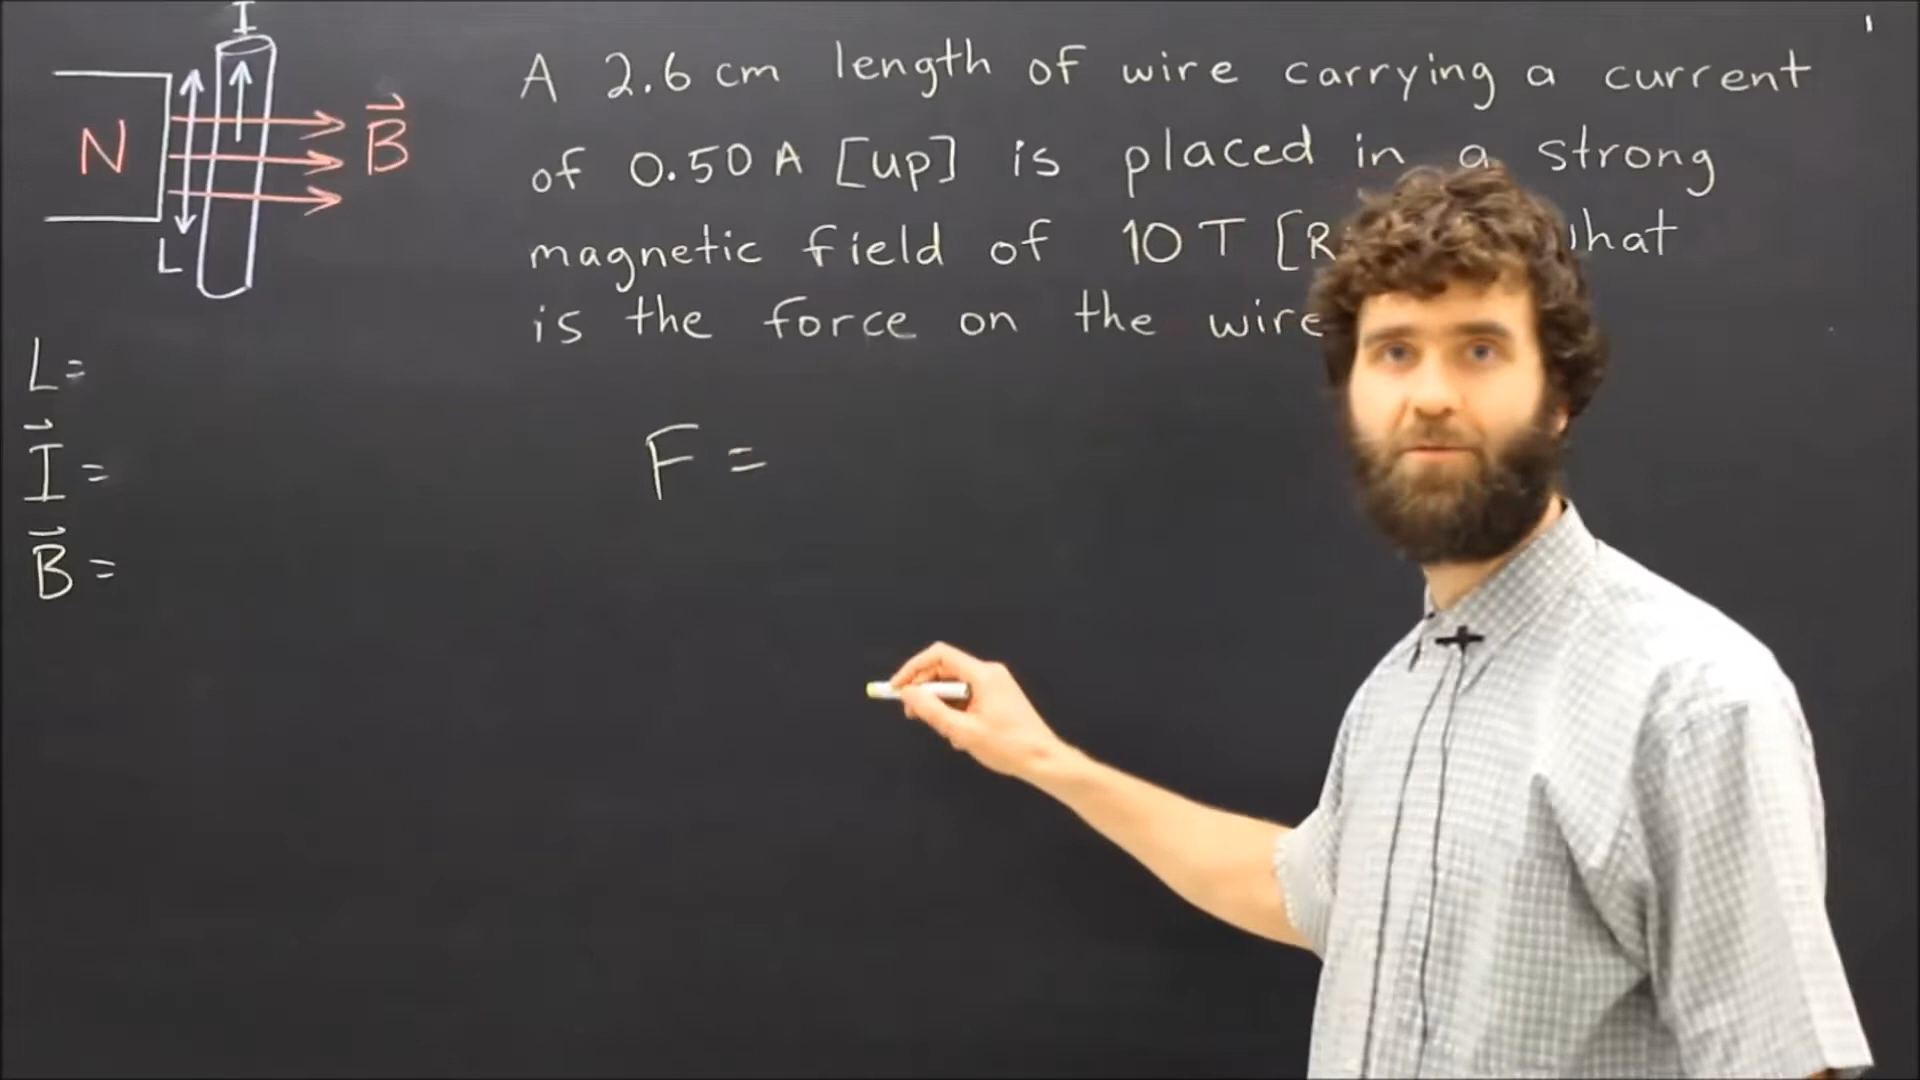 I
N
B
L
A 2.6 cm length of wire carrying a current
of 0.50 A [up] is placed in a strong
magnetic field of 10 T [R
is the force on the wire
L =
I =
B =
F =